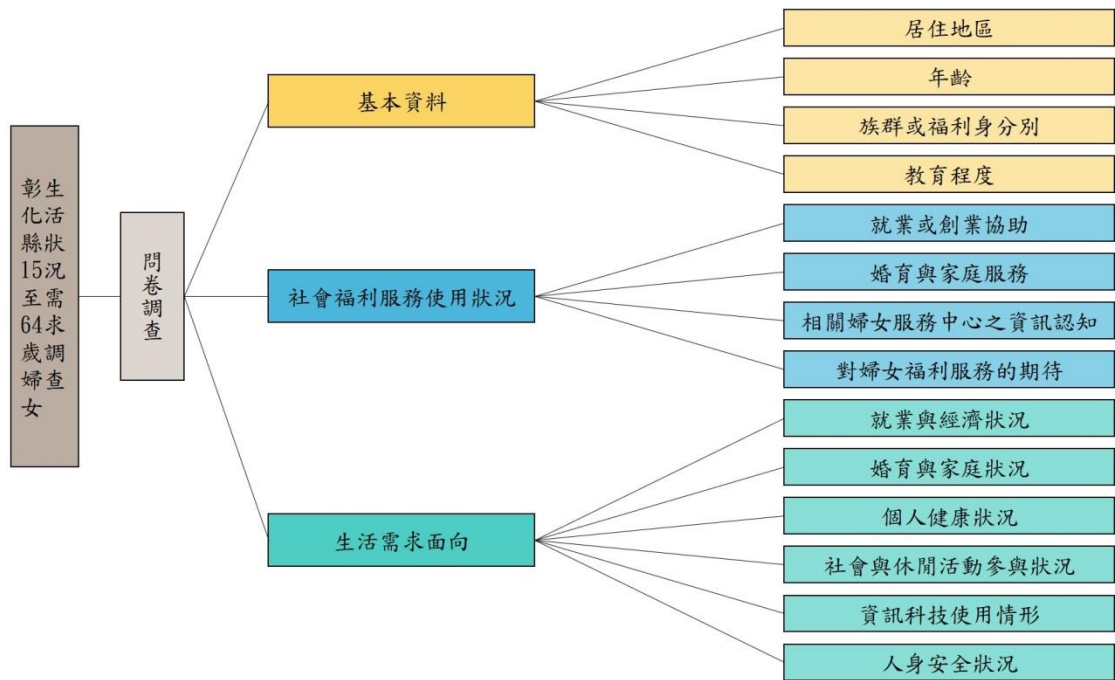 彰化縣15至64歲婦女
生活狀況需求調查
問卷調查
基本資料
居住地區
年齡
族群或福利身分別
教育程度
社會福利服務使用狀況
就業或創業協助
婚育與家庭服務
相關婦女服務中心之資訊認知
對婦女福利服務的期待
生活需求面向
就業與經濟狀況
婚育與家庭狀況
個人健康狀況
社會與休閒活動參與狀況
資訊科技使用情形
人身安全狀況